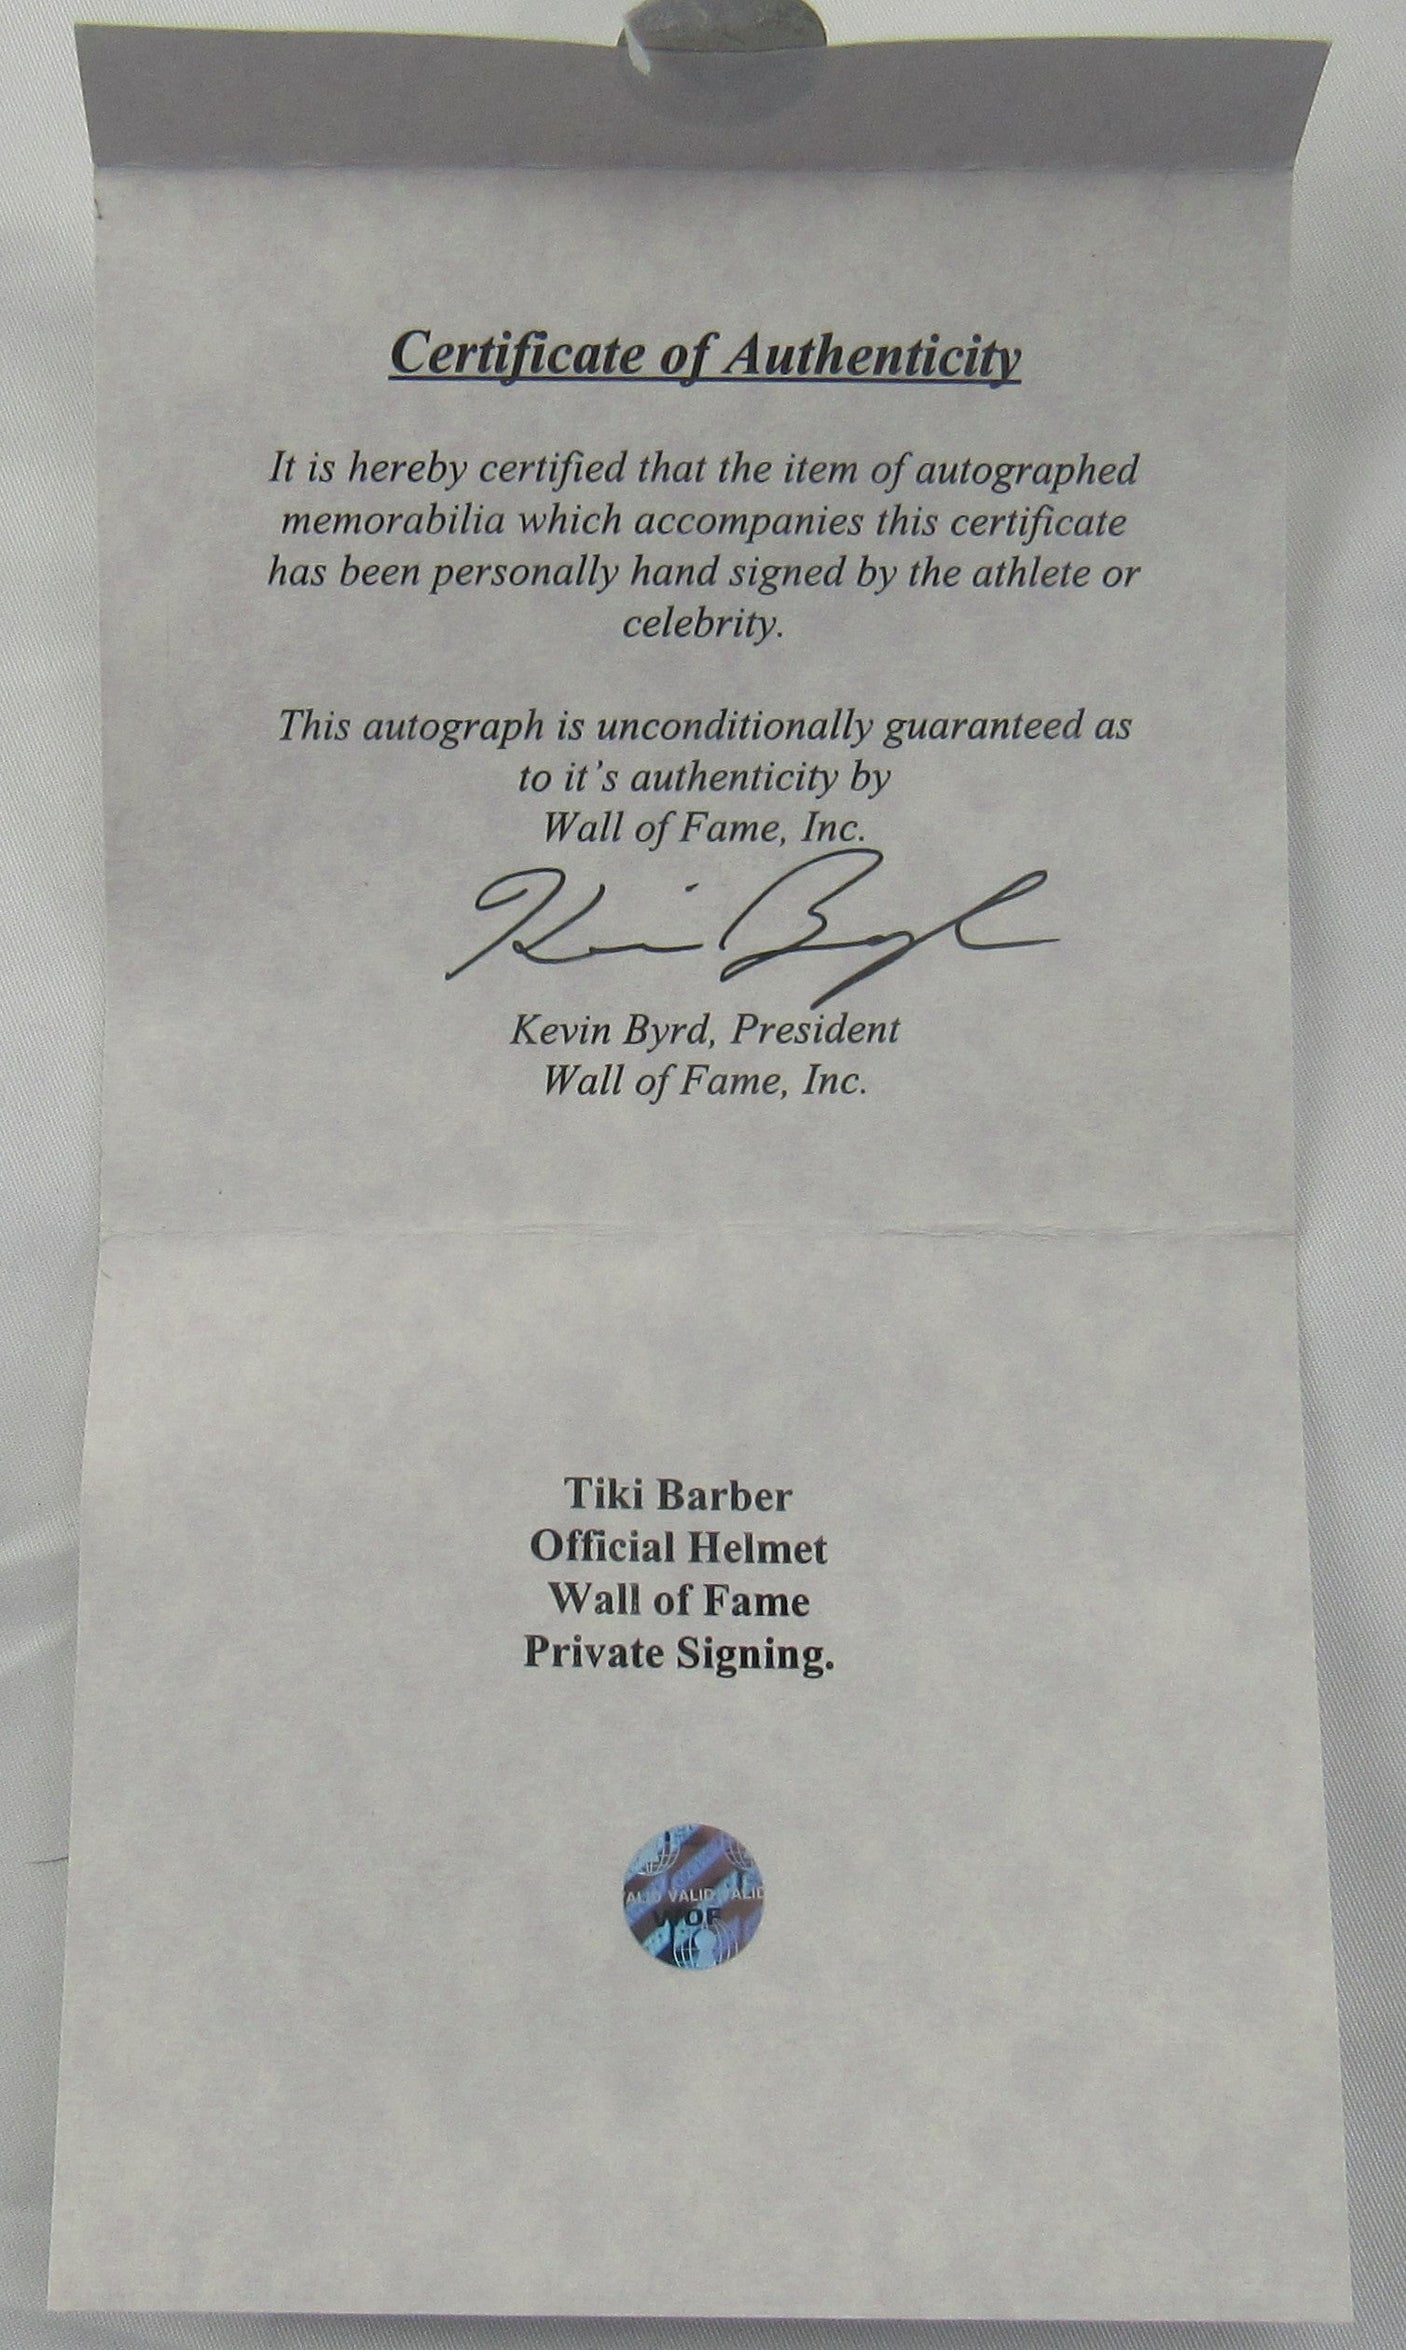 Certificate of Authenticity
It is hereby certified that the item of autographed
memorabilia which accompanies this certificate
has been personally hand signed by the athlete or
celebrity.
This autograph is unconditionally guaranteed as
to it's authenticity by
Wall of Fame, Inc.
Kevin Byrd
Kevin Byrd, President
Wall of Fame, Inc.
Tiki Barber
Official Helmet
Wall of Fame
Private Signing.
VALID VALID VALID
WOF